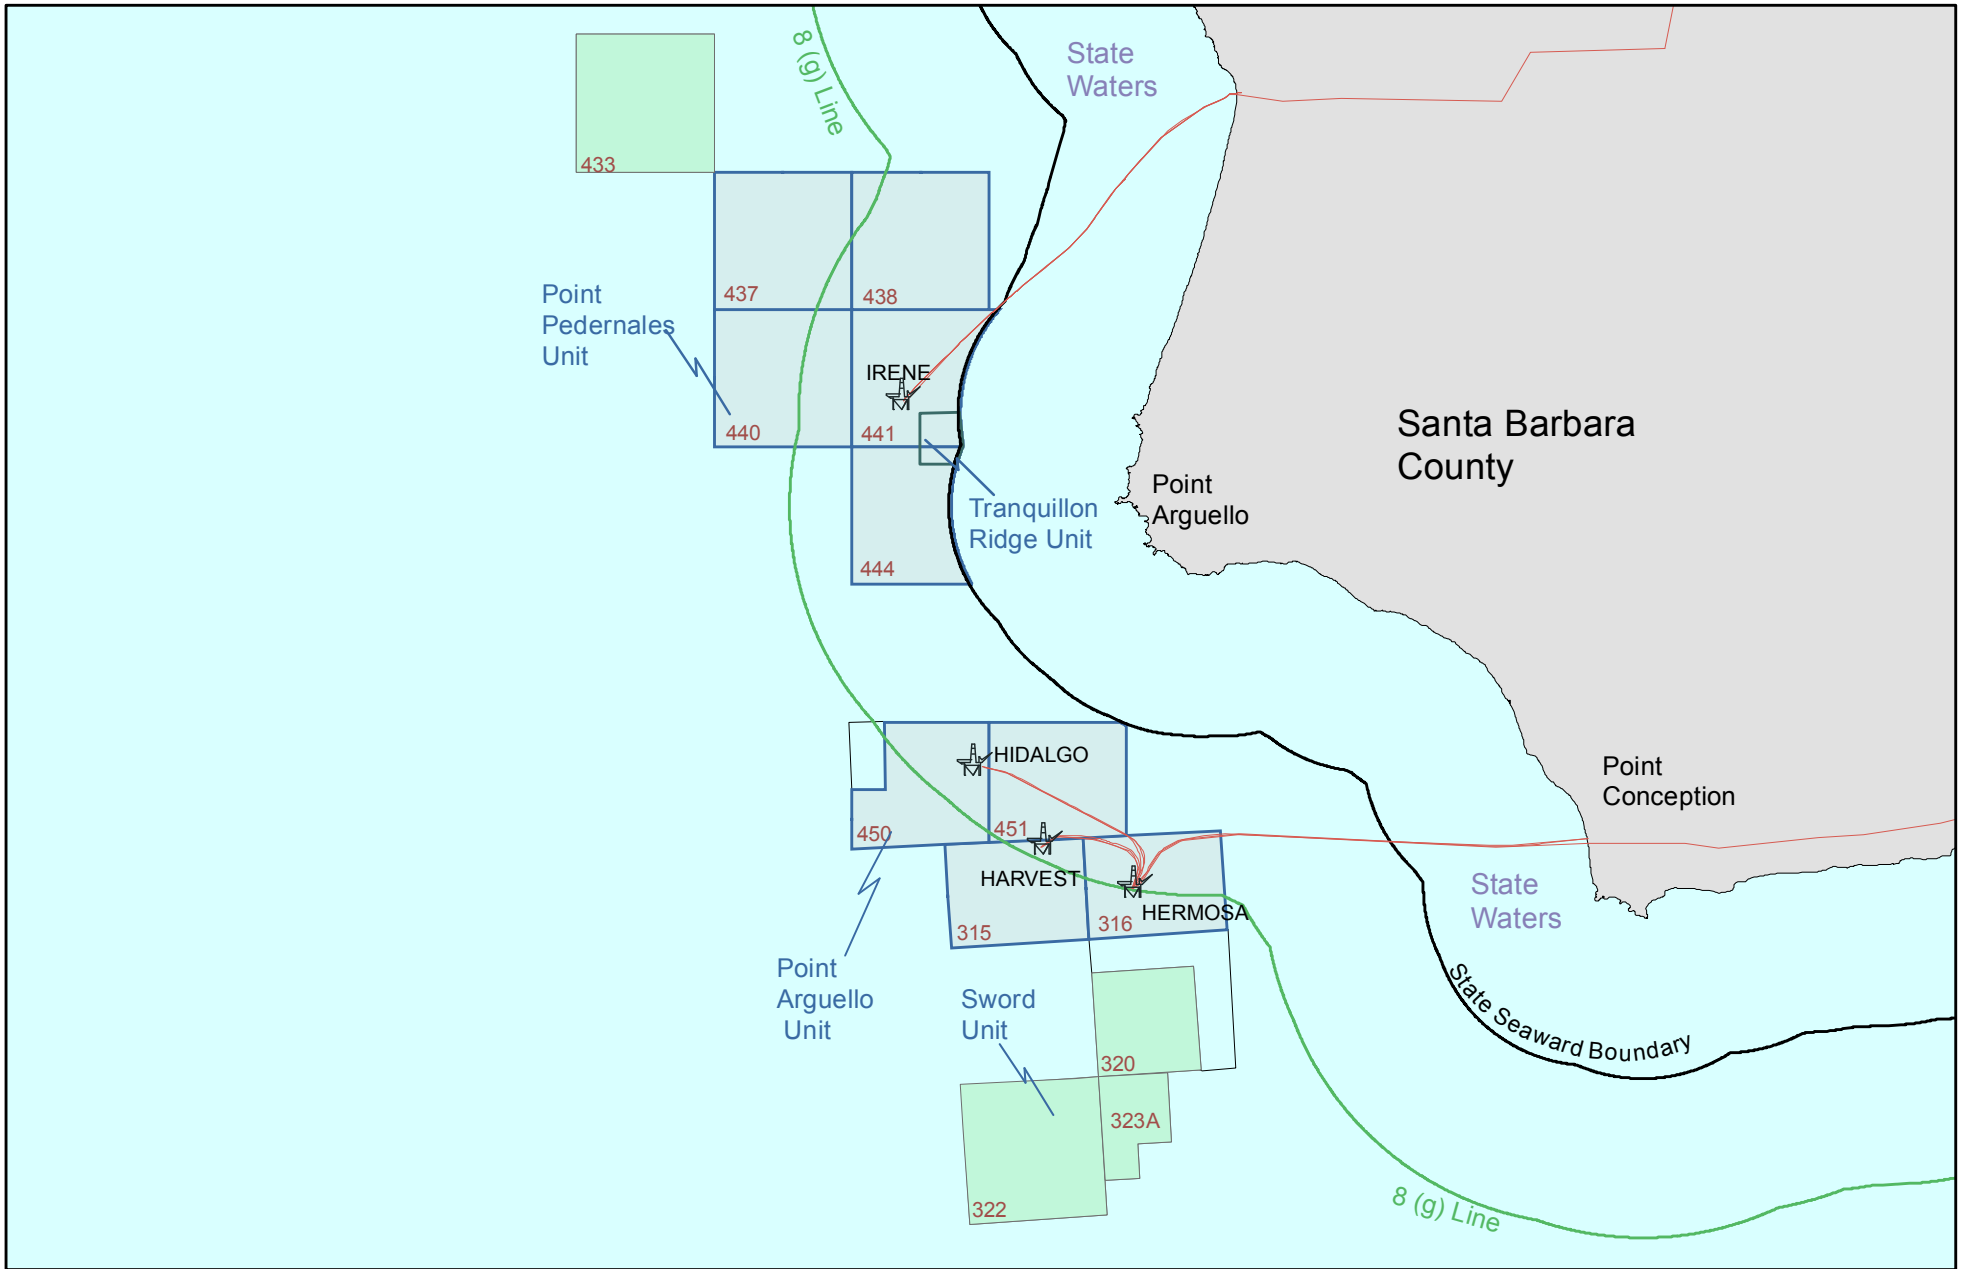 State
Waters
8 (g) Line
433
Point
Pedernales
Unit
437
438
IRENE
440
441
Santa Barbara
County
Point
Arguello
Tranquillon
Ridge Unit
444
HIDALGO
Point
Conception
450
451
HARVEST
HERMOSA
315
316
State
Waters
Point
Arguello
Unit
Sword
Unit
State Seaward Boundary
320
323A
322
8 (g) Line